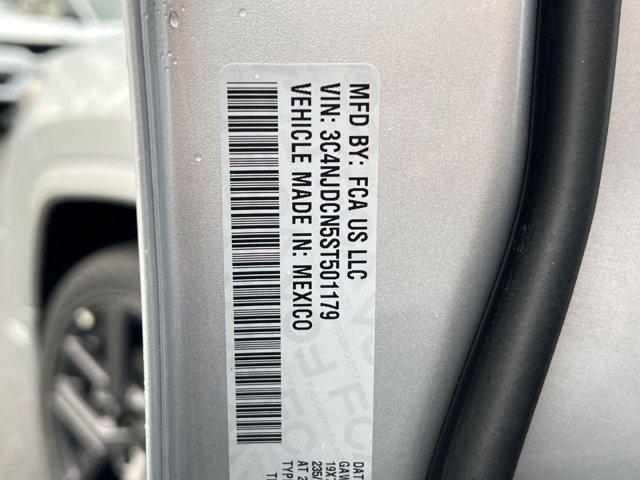 MFD BY: FCA US LLC
VIN: 3C4NJDCN5ST501179
VEHICLE MADE IN: MEXICO